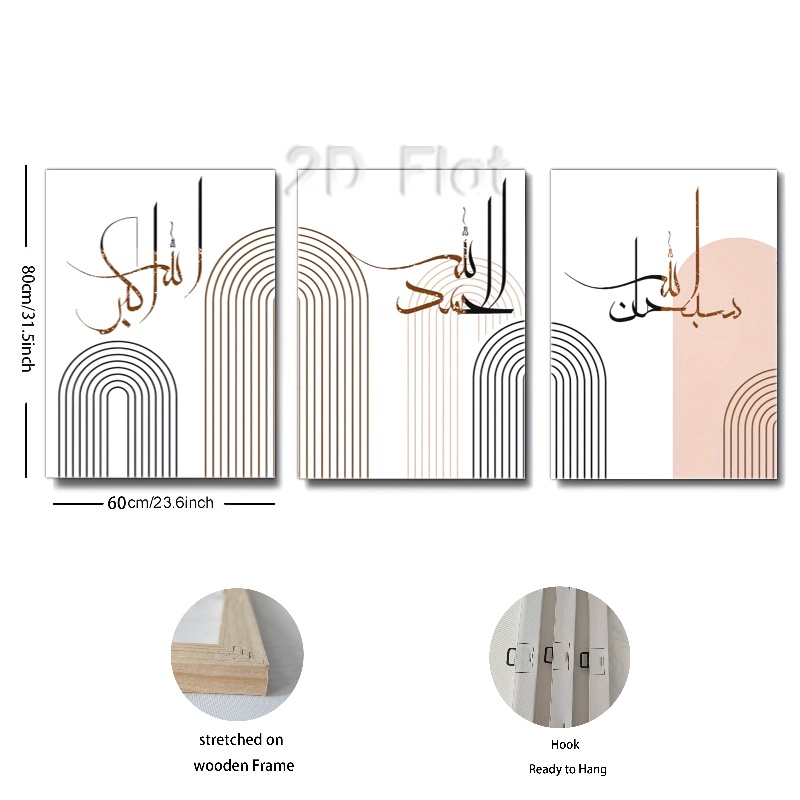 2D Flat
الله اكبر
الحمد لله
سبحان الله
80cm/31.5inch
60cm/23.6inch
stretched on
wooden Frame
Hook
Ready to Hang